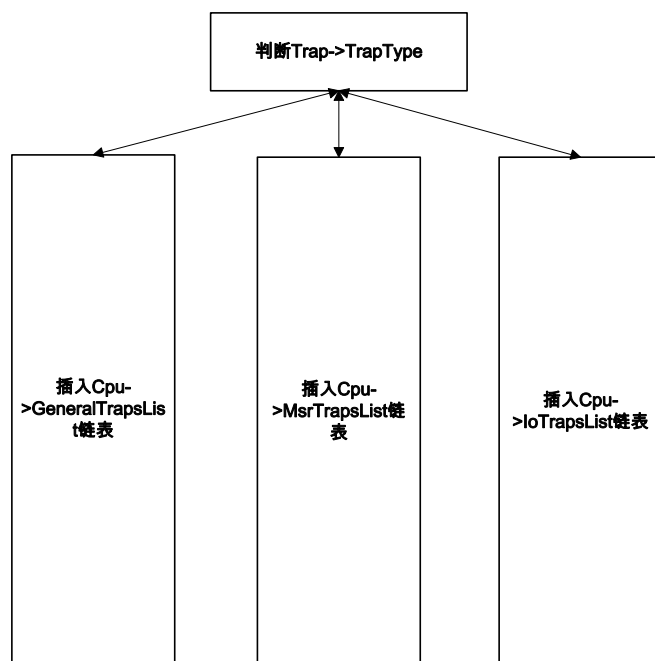 判断Trap->TrapType
插入Cpu-
>GeneralTrapsLis
t链表
插入Cpu-
>MsrTrapsList链
表
插入Cpu-
>IoTrapsList链表